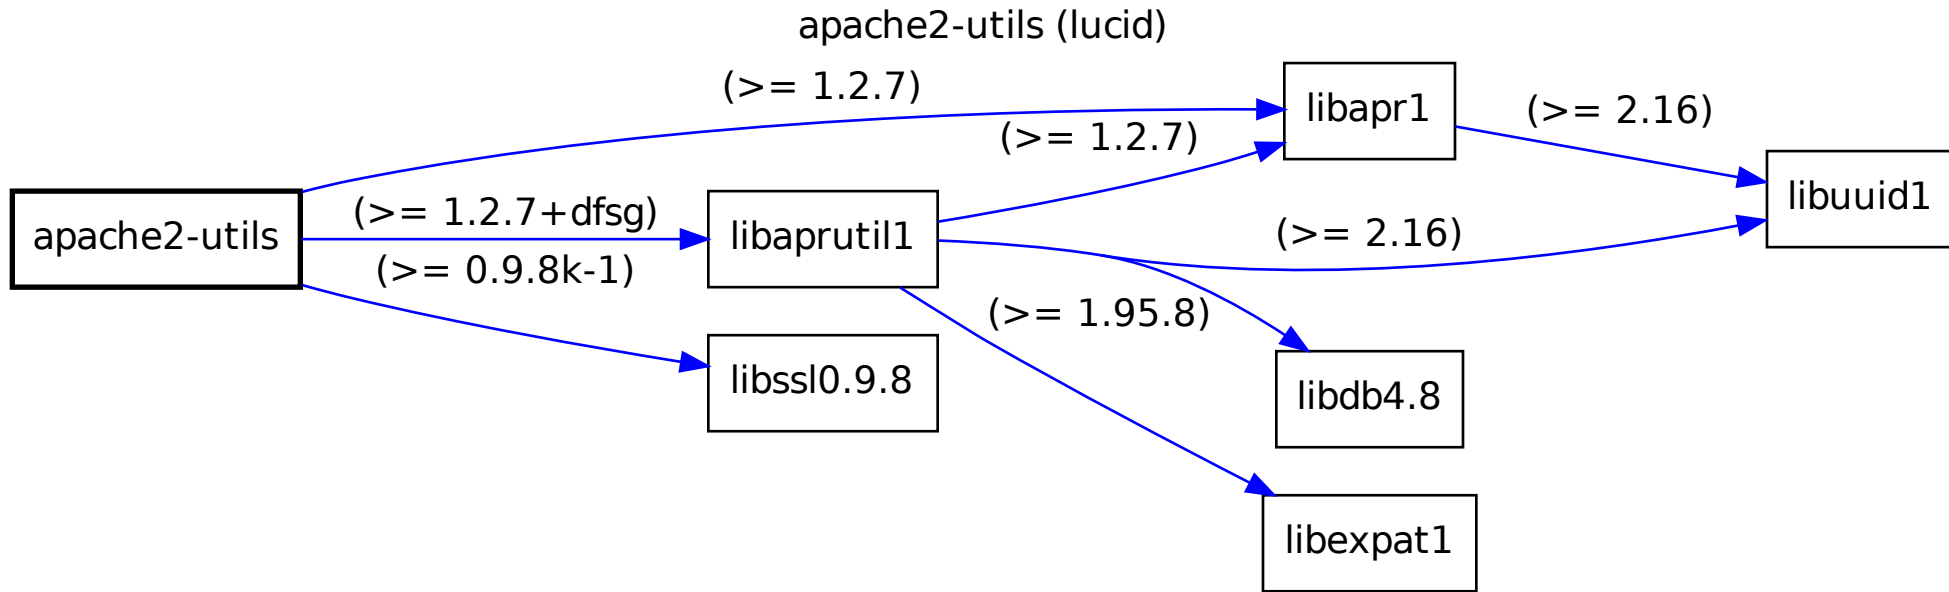 apache2-utils (lucid)
(>= 1.2.7)
libapr1
(>= 2.16)
(>= 1.2.7)
libuuid1
apache2-utils
(>= 1.2.7+dfsg)
libaprutil1
(>= 2.16)
(>= 0.9.8k-1)
(>= 1.95.8)
libssl0.9.8
libdb4.8
libexpat1